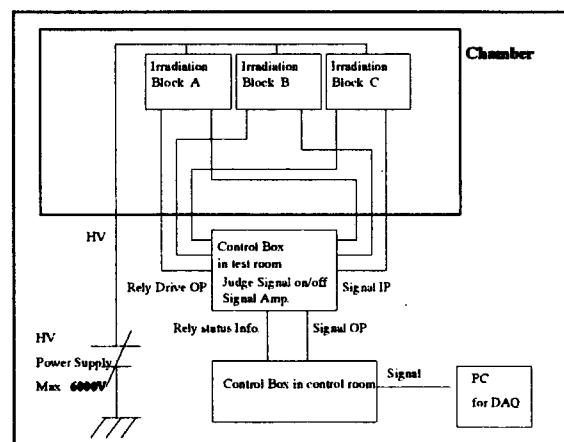 Chamber
Irradiation
Block A
Irradiation
Block B
Irradiation
Block C
HV
Control Box
in test room
Judge Signal on/off
Signal Amp.
Rely Drive OP
Signal IP
Rely status Info.
Signal OP
HV
Power Supply
Max 6000V
Control Box in control room
Signal
PC
for DAQ